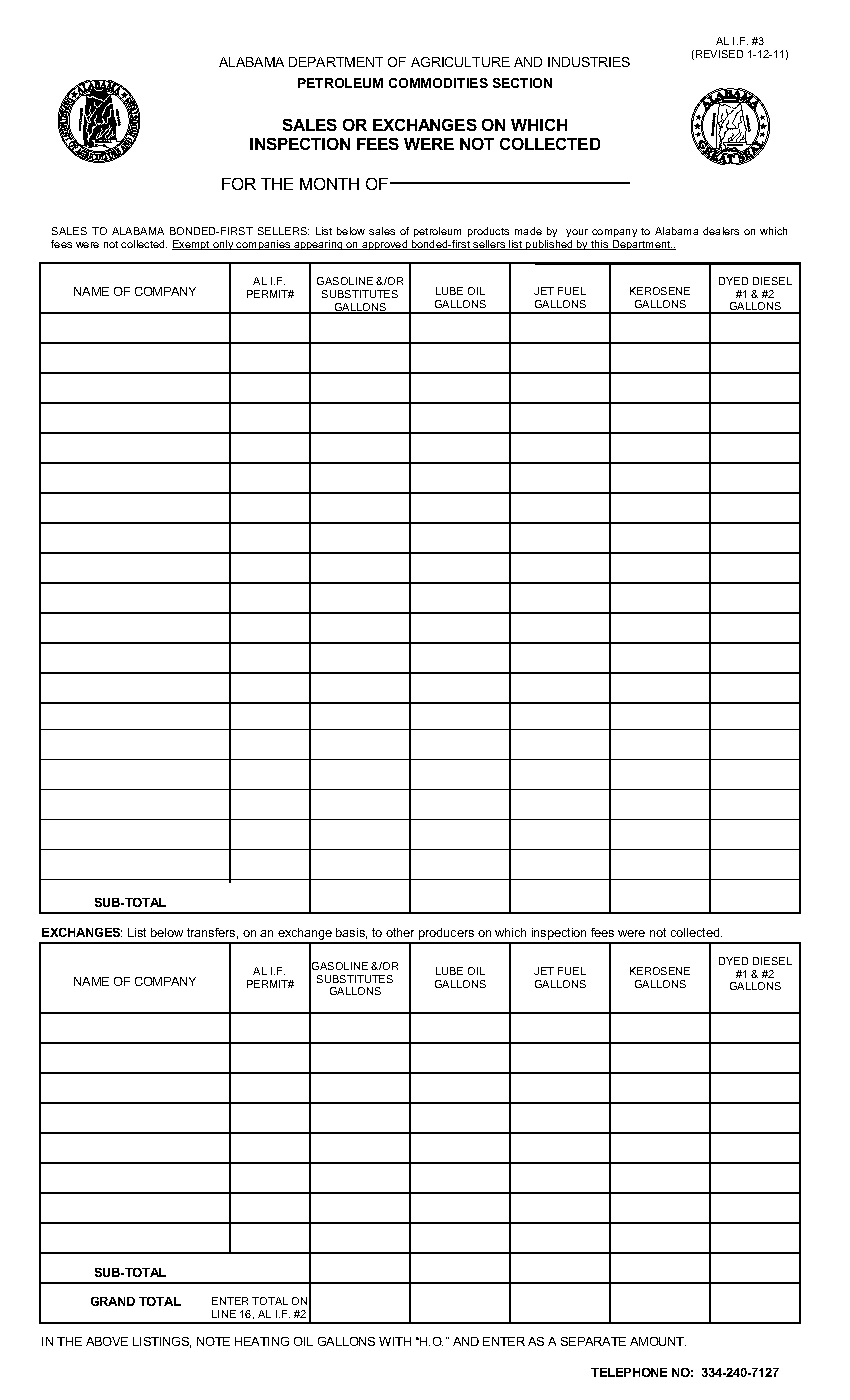 AL I.F. #3
(REVISED 1-12-11)
ALABAMA DEPARTMENT OF AGRICULTURE AND INDUSTRIES
PETROLEUM COMMODITIES SECTION
ALABAMA
ALABAMA
GREAT SEAL
SALES OR EXCHANGES ON WHICH
INSPECTION FEES WERE NOT COLLECTED
FOR THE MONTH OF
SALES TO ALABAMA BONDED-FIRST SELLERS: List below sales of petroleum products made by your company to Alabama dealers on which
fees were not collected. Exempt only companies appearing on approved bonded-first sellers list published by this Department..
NAME OF COMPANY
AL I.F.
PERMIT#
GASOLINE &/OR
SUBSTITUTES
GALLONS
LUBE OIL
GALLONS
JET FUEL
GALLONS
KEROSENE
GALLONS
DYED DIESEL
#1 & #2
GALLONS
SUB-TOTAL
EXCHANGES: List below transfers, on an exchange basis, to other producers on which inspection fees were not collected.
NAME OF COMPANY
AL I.F.
PERMIT#
GASOLINE &/OR
SUBSTITUTES
GALLONS
LUBE OIL
GALLONS
JET FUEL
GALLONS
KEROSENE
GALLONS
DYED DIESEL
#1 & #2
GALLONS
SUB-TOTAL
GRAND TOTAL
ENTER TOTAL ON
LINE 16, AL I.F. #2
IN THE ABOVE LISTINGS, NOTE HEATING OIL GALLONS WITH “H.O.” AND ENTER AS A SEPARATE AMOUNT.
TELEPHONE NO: 334-240-7127